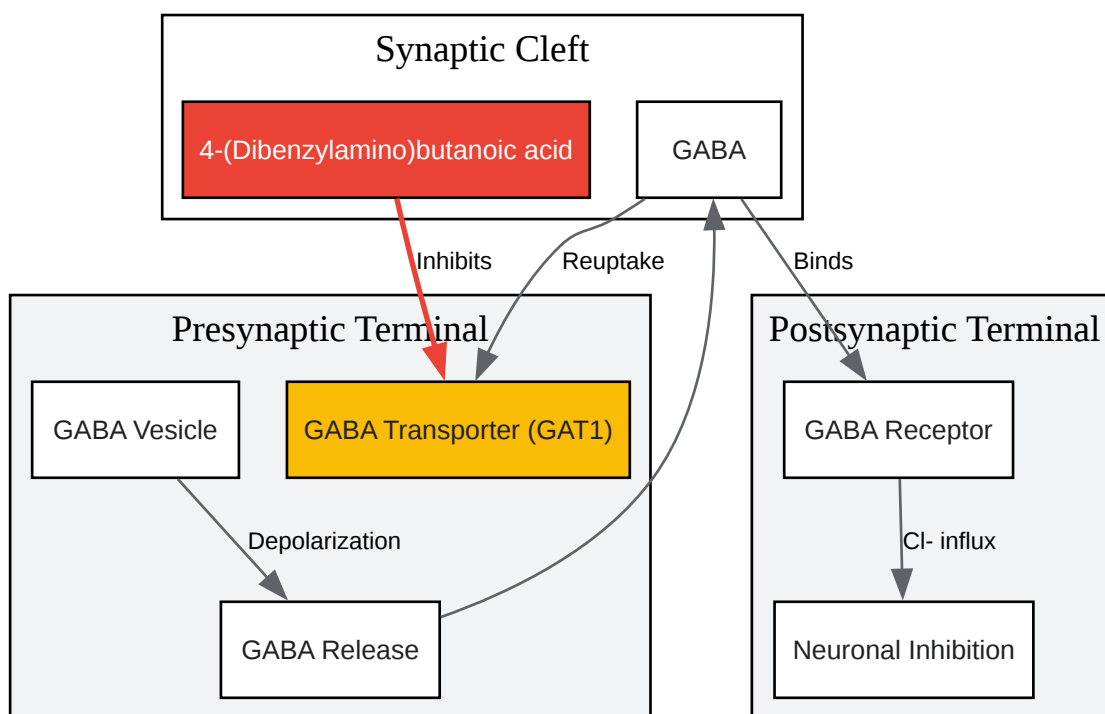 Synaptic Cleft
4-(Dibenzylamino)butanoic acid
GABA
Inhibits
Reuptake
Binds
Presynaptic Terminal
Postsynaptic Terminal
GABA Vesicle
GABA Transporter (GAT1)
GABA Receptor
Depolarization
Cl- influx
GABA Release
Neuronal Inhibition